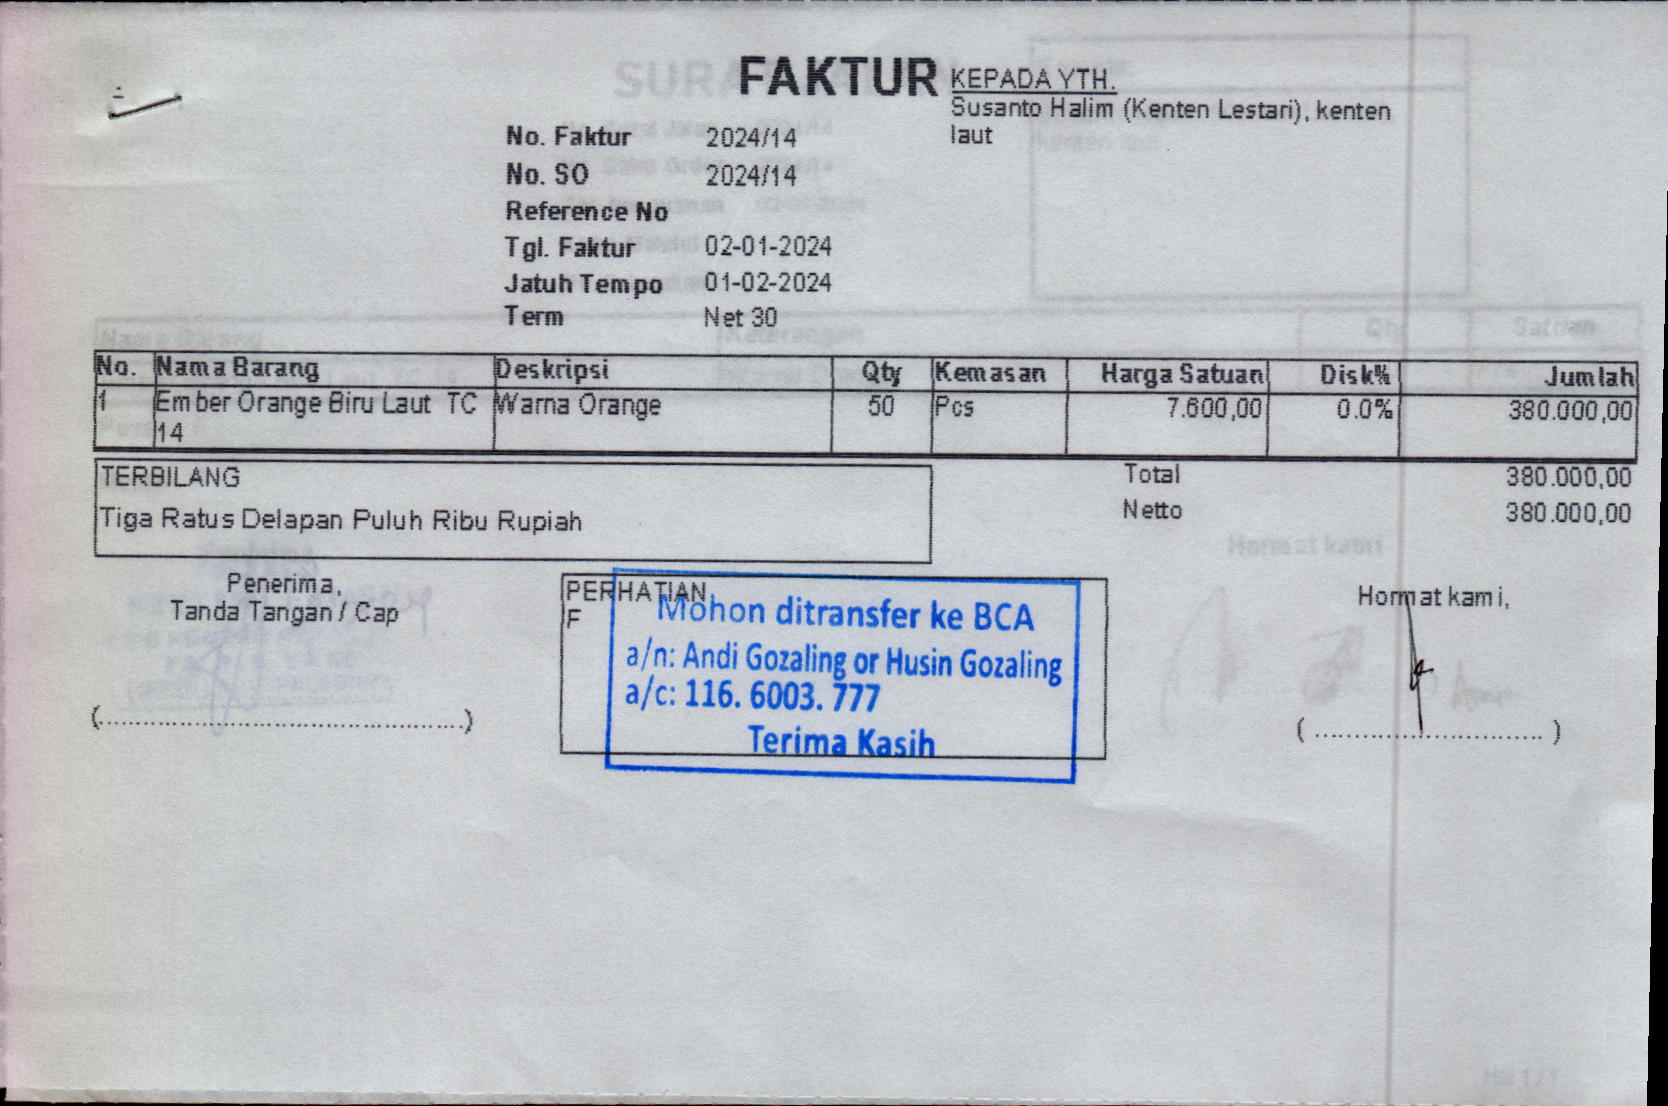 FAKTUR
KEPADA YTH.
Susanto Halim (Kenten Lestari), kenten
laut
No. Faktur 2024/14
No. SO 2024/14
Reference No
Tgl. Faktur 02-01-2024
Jatuh Tempo 01-02-2024
Term Net 30
No. Nama Barang Deskripsi Qty Kemasan Harga Satuan Disk% Jumlah
1 Ember Orange Biru Laut TC Warna Orange 50 Pcs 7.600,00 0.0% 380.000,00
14
TERBILANG
Tiga Ratus Delapan Puluh Ribu Rupiah
Total 380.000,00
Netto 380.000,00
Penerima,
Tanda Tangan / Cap
(..............................................................)
PERHATIAN
F
Mohon ditransfer ke BCA
a/n: Andi Gozaling or Husin Gozaling
a/c: 116. 6003. 777
Terima Kasih
Hormat kami,
( ....................................... )